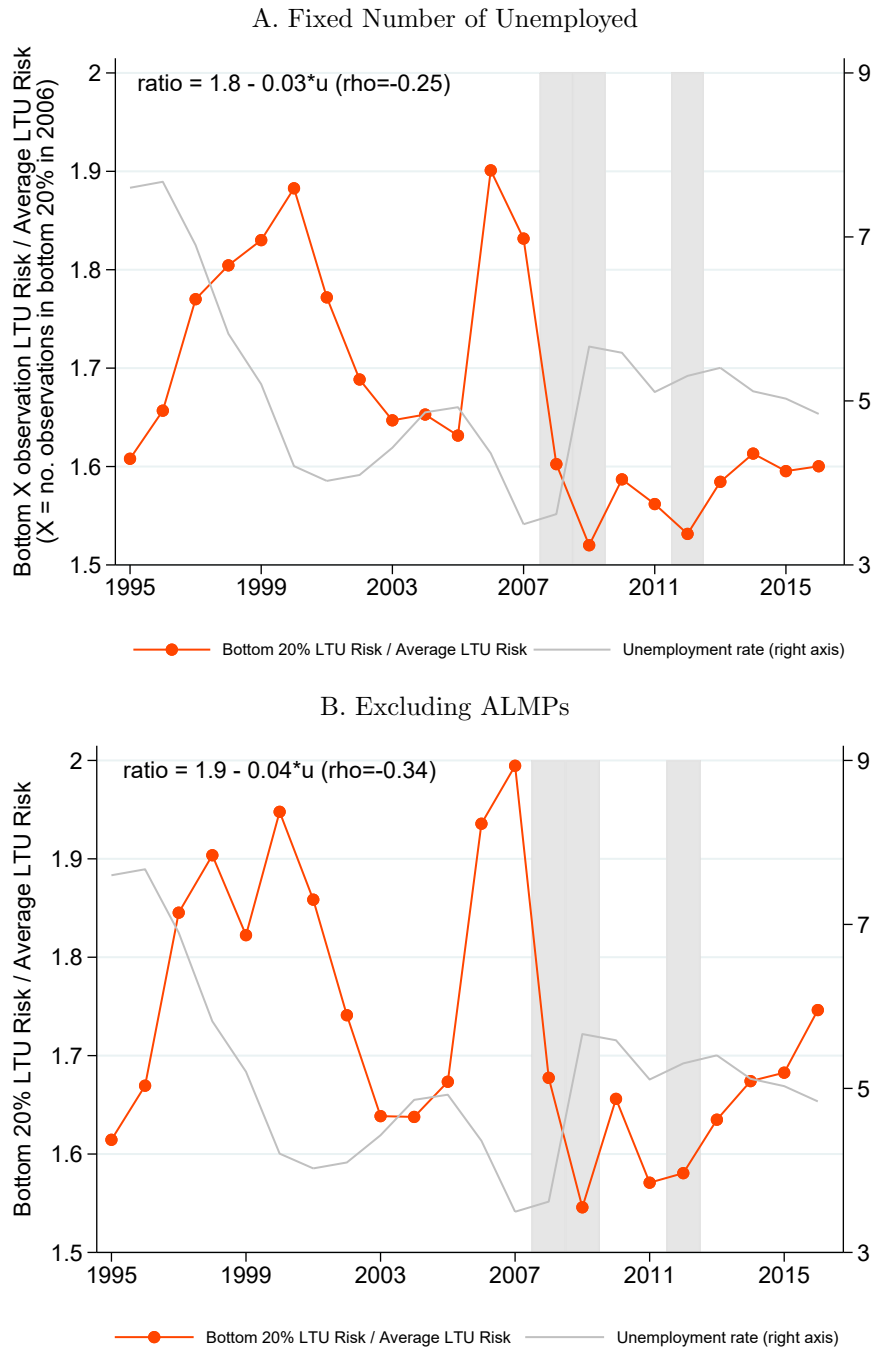 A. Fixed Number of Unemployed
ratio = 1.8 - 0.03*u (rho=-0.25)
Bottom X observation LTU Risk / Average LTU Risk
(X = no. observations in bottom 20% in 2006)
2
1.9
1.8
1.7
1.6
1.5
9
7
5
3
1995 1999 2003 2007 2011 2015
Bottom 20% LTU Risk / Average LTU Risk Unemployment rate (right axis)
B. Excluding ALMPs
ratio = 1.9 - 0.04*u (rho=-0.34)
Bottom 20% LTU Risk / Average LTU Risk
2
1.9
1.8
1.7
1.6
1.5
9
7
5
3
1995 1999 2003 2007 2011 2015
Bottom 20% LTU Risk / Average LTU Risk Unemployment rate (right axis)